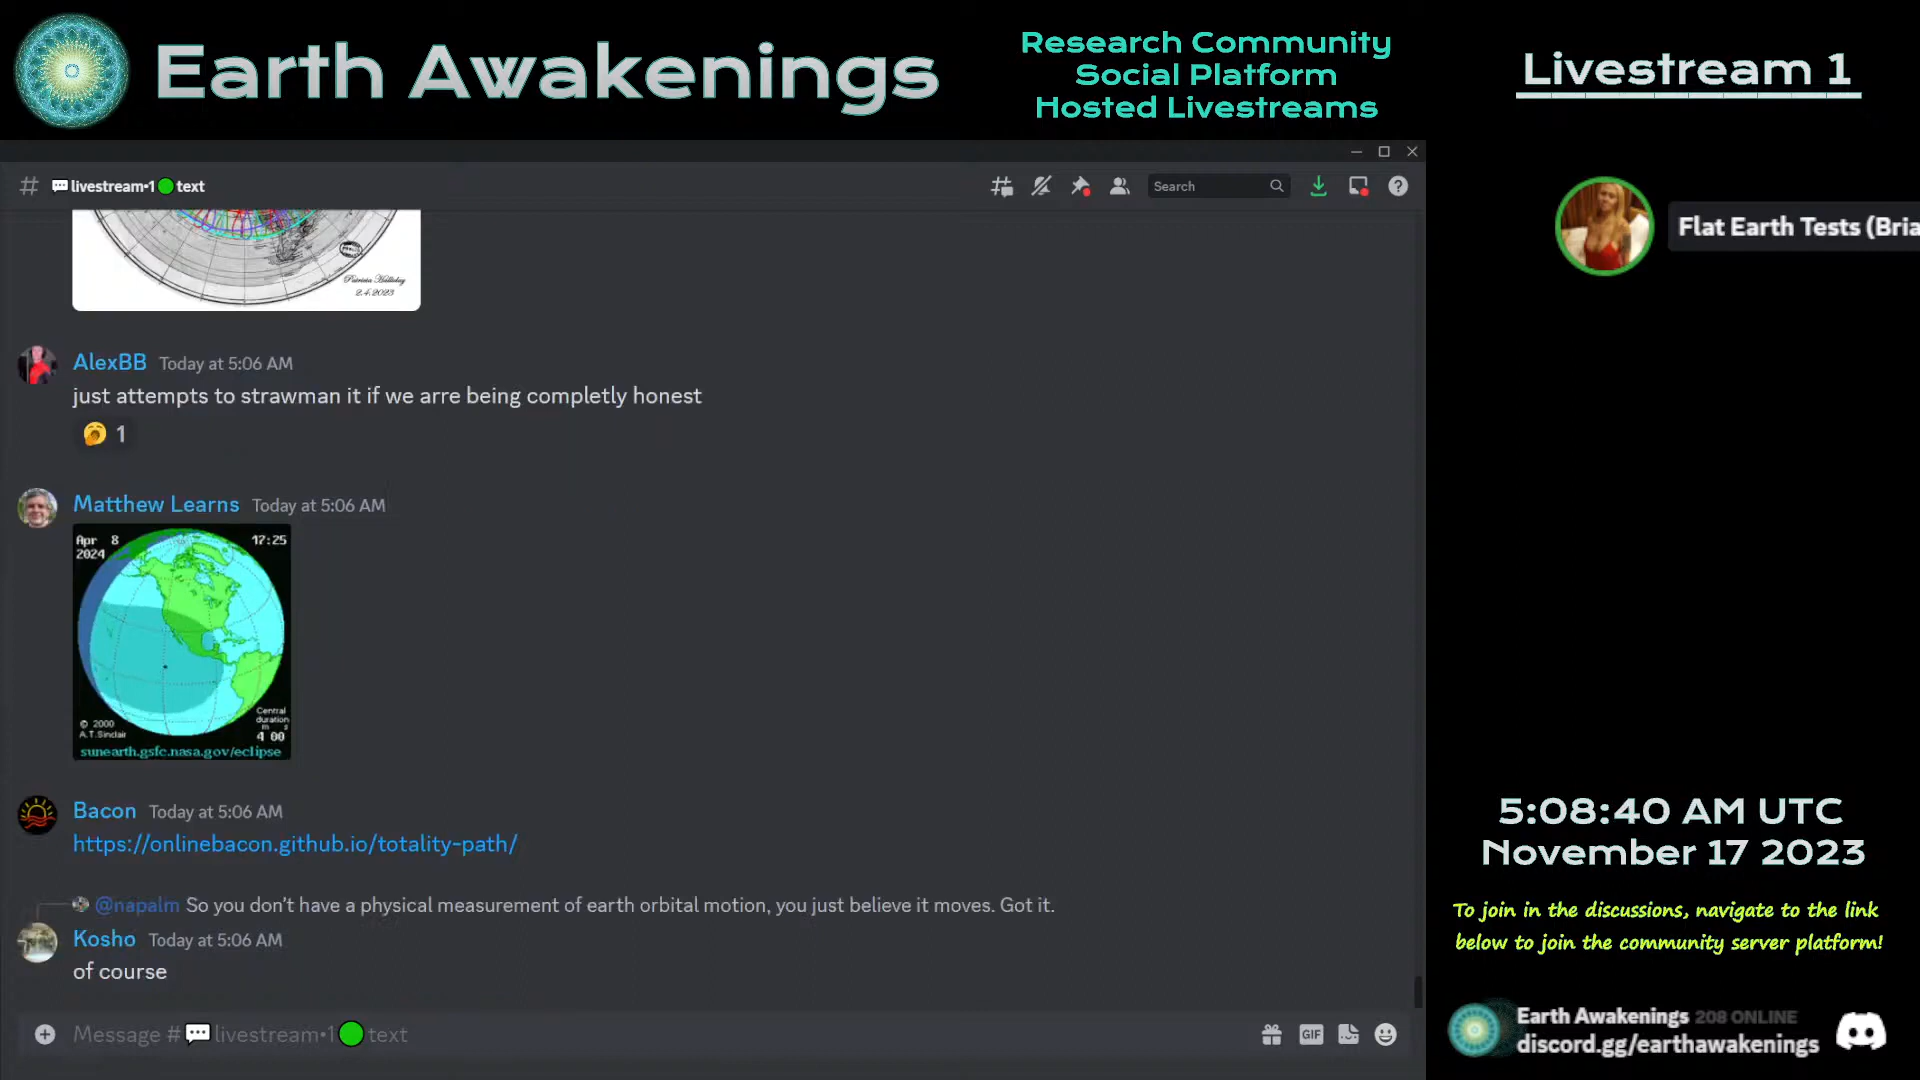 Earth Awakenings
Research Community
Social Platform
Hosted Livestreams
Livestream 1
# livestream•1 text
Search
Patricia Holliday
2.4.2023
AlexBB Today at 5:06 AM
just attempts to strawman it if we arre being completly honest
1
Matthew Learns Today at 5:06 AM
Apr 8 17:25
2024
© 2000
A.T.Sinclair
Central
duration
m s
4 00
sunearth.gsfc.nasa.gov/eclipse
Bacon Today at 5:06 AM
https://onlinebacon.github.io/totality-path/
@napalm So you don't have a physical measurement of earth orbital motion, you just believe it moves. Got it.
Kosho Today at 5:06 AM
of course
Message # livestream•1 text
GIF
Flat Earth Tests (Bria
5:08:40 AM UTC
November 17 2023
To join in the discussions, navigate to the link
below to join the community server platform!
Earth Awakenings 208 ONLINE
discord.gg/earthawakenings